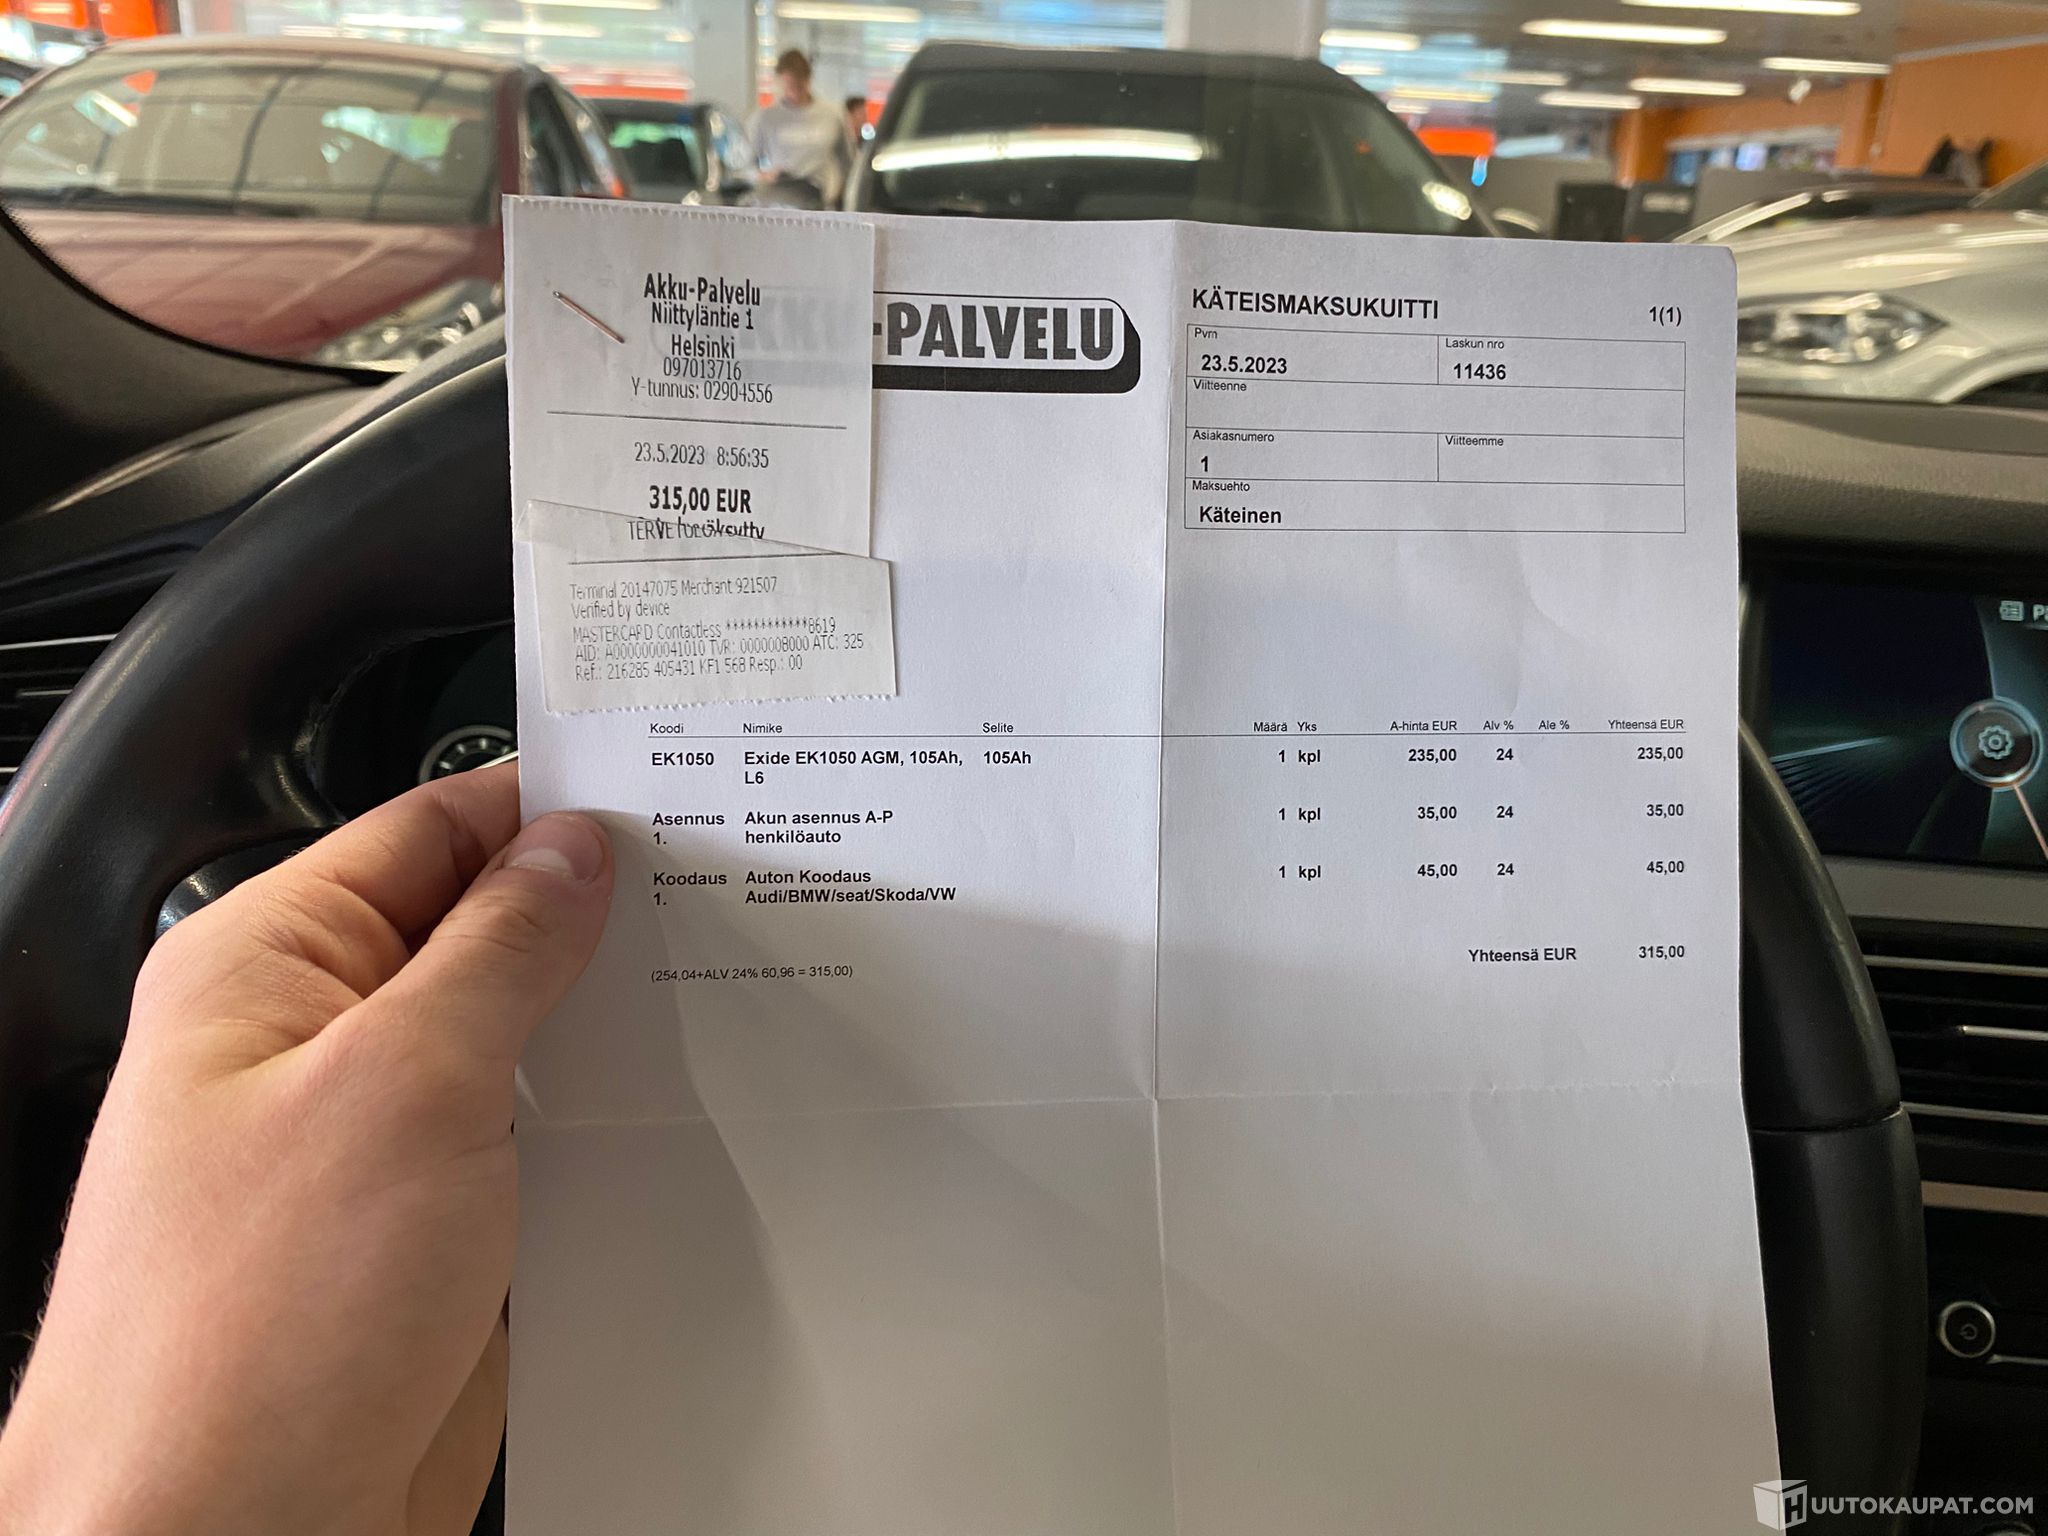 Akku-Palvelu
Niittyläntie 1
Helsinki
097013716
Y-tunnus: 02904556
23.5.2023 8:56:35
315,00 EUR
TERVE
Terminal 20147075 Merchant 921507
Verified by device
MASTERCARD Contactless ************8619
AID: A0000000041010 TVR: 0000008000 ATC: 325
Ref.: 216285 405431 KF1 568 Resp.: 00
-PALVELU
KÄTEISMAKSUKUITTI 1(1)
Pvm Laskun nro
23.5.2023 11436
Viitteenne
Asiakasnumero Viitteemme
1
Maksuehto
Käteinen
Koodi Nimike Selite Määrä Yks A-hinta EUR Alv % Ale % Yhteensä EUR
EK1050 Exide EK1050 AGM, 105Ah, 105Ah 1 kpl 235,00 24 235,00
L6
Asennus Akun asennus A-P 1 kpl 35,00 24 35,00
1. henkilöauto
Koodaus Auton Koodaus 1 kpl 45,00 24 45,00
1. Audi/BMW/seat/Skoda/VW
Yhteensä EUR 315,00
(254,04+ALV 24% 60,96 = 315,00)
HUUTOKAUPAT.COM